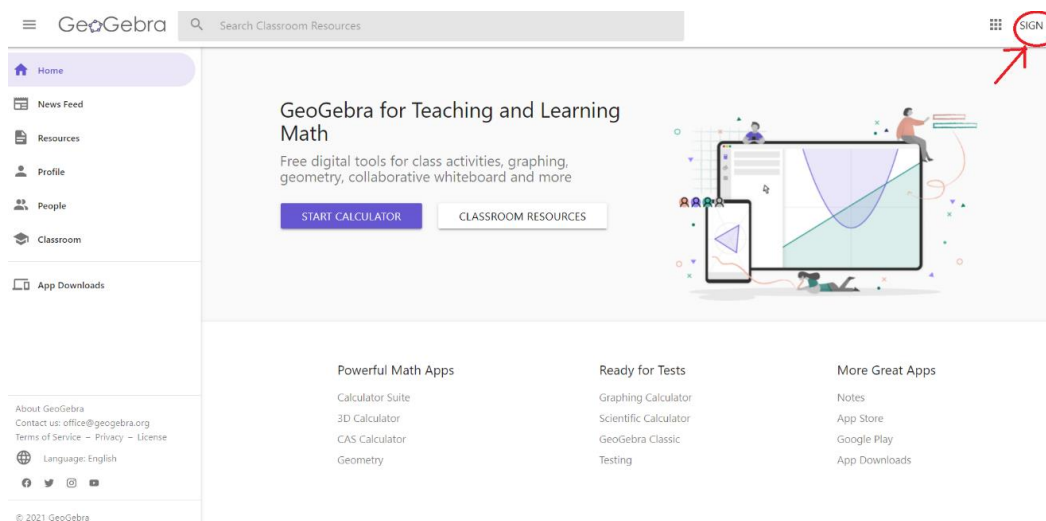 GeoGebra
Search Classroom Resources
SIGN
Home
News Feed
Resources
Profile
People
Classroom
App Downloads
GeoGebra for Teaching and Learning
Math
Free digital tools for class activities, graphing,
geometry, collaborative whiteboard and more
START CALCULATOR
CLASSROOM RESOURCES
Powerful Math Apps
Calculator Suite
3D Calculator
CAS Calculator
Geometry
Ready for Tests
Graphing Calculator
Scientific Calculator
GeoGebra Classic
Testing
More Great Apps
Notes
App Store
Google Play
App Downloads
About GeoGebra
Contact us: office@geogebra.org
Terms of Service – Privacy – License
Language: English
© 2021 GeoGebra